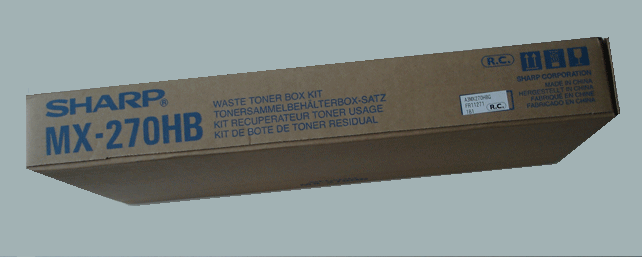 SHARP®
MX-270HB
WASTE TONER BOX KIT
TONERSAMMELBEHÄLTERBOX-SATZ
KIT RECUPERATEUR TONER USAGE
KIT DE BOTE DE TONER RESIDUAL
R.C.
SHARP CORPORATION
MADE IN CHINA
HERGESTELLT IN CHINA
FABRIQUÉ EN CHINE
FABRICADO EN CHINA
R.C.